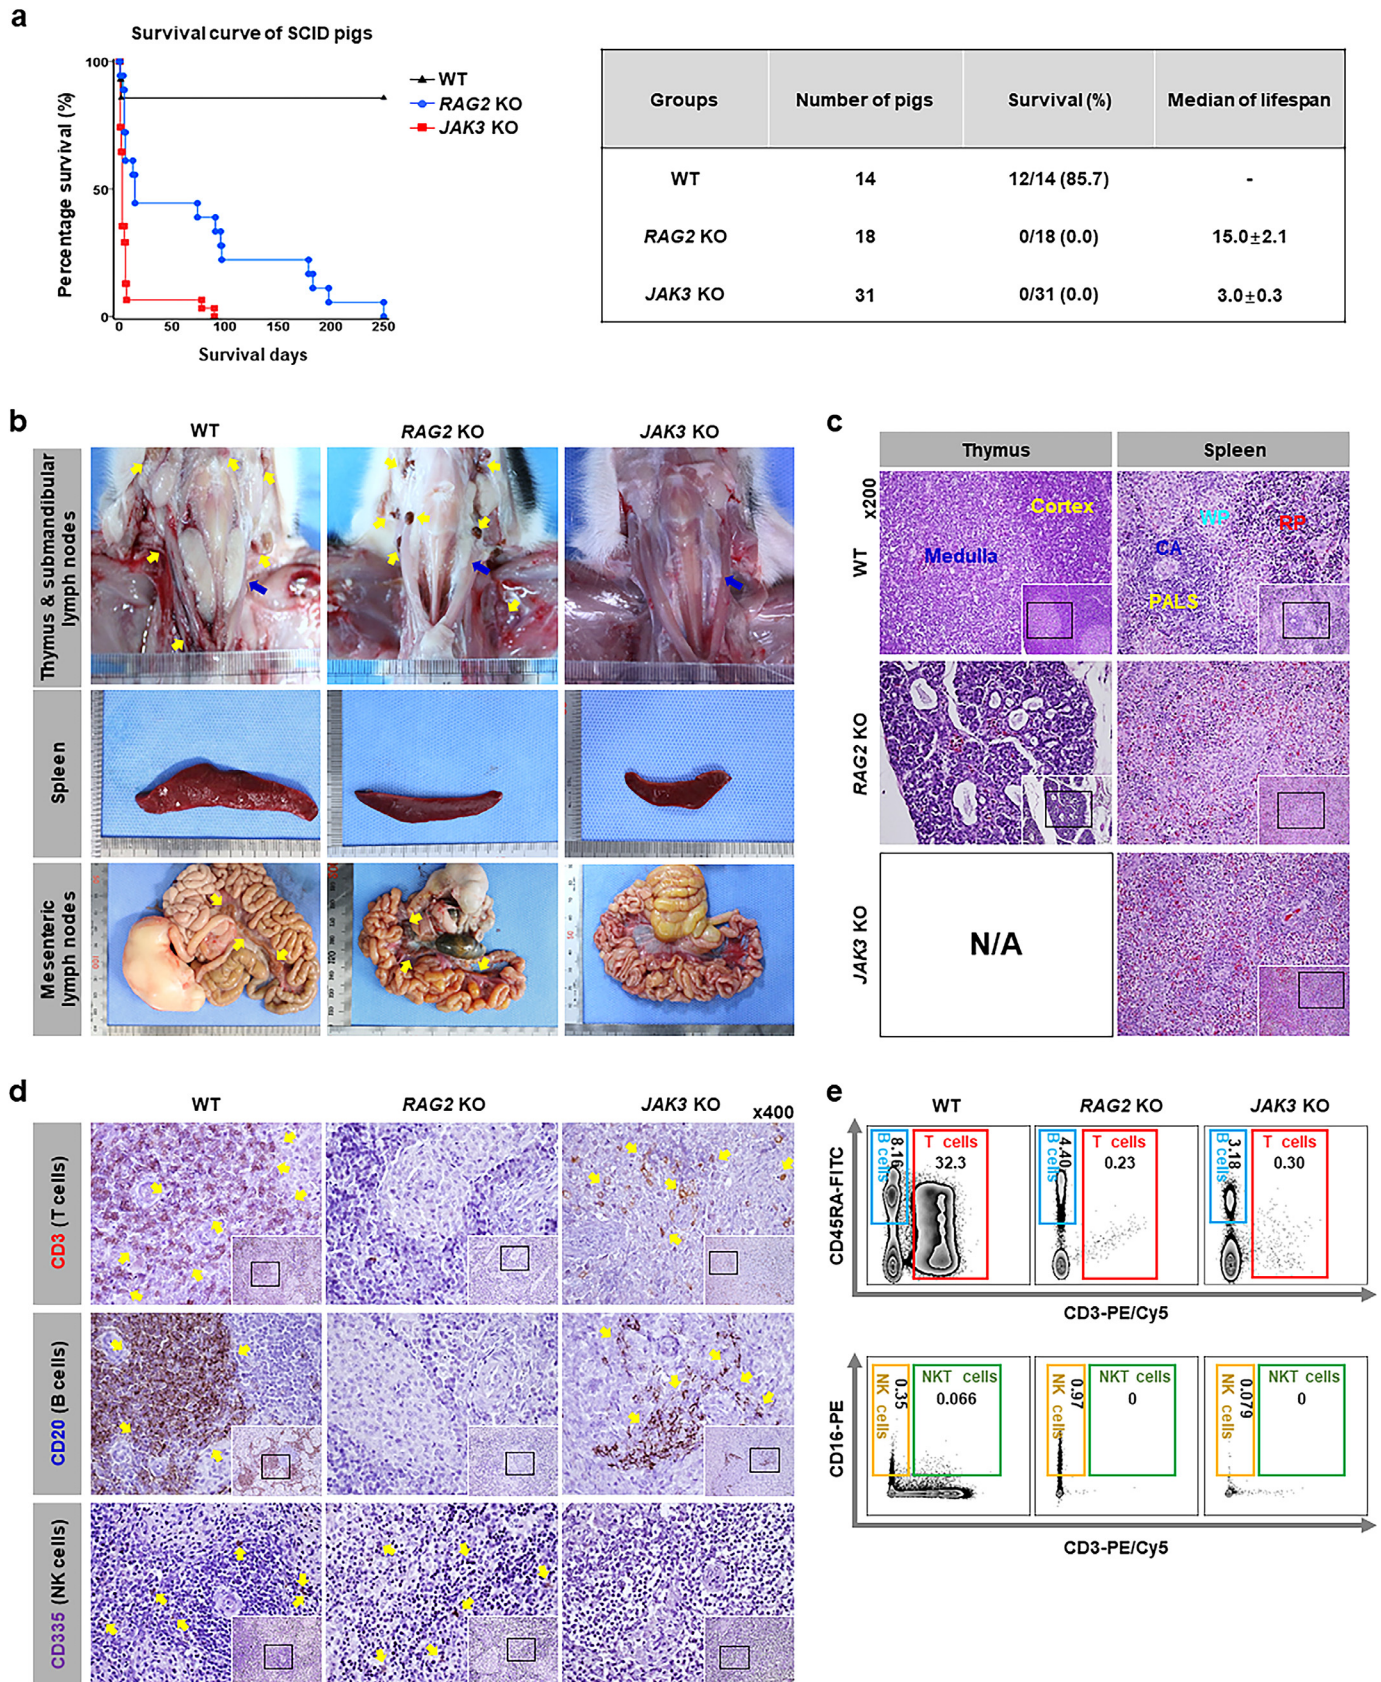 a
Survival curve of SCID pigs
Percentage survival (%)
100
50
0
0 50 100 150 200 250
Survival days
WT
RAG2 KO
JAK3 KO
Groups Number of pigs Survival (%) Median of lifespan
WT 14 12/14 (85.7) -
RAG2 KO 18 0/18 (0.0) 15.0±2.1
JAK3 KO 31 0/31 (0.0) 3.0±0.3
b
WT RAG2 KO JAK3 KO
Thymus & submandibular
lymph nodes
Spleen
Mesenteric
lymph nodes
c
Thymus Spleen
x200
WT
Cortex
Medulla
WP
RP
CA
PALS
RAG2 KO
JAK3 KO
N/A
d
WT RAG2 KO JAK3 KO x400
CD3 (T cells)
CD20 (B cells)
CD335 (NK cells)
e
WT RAG2 KO JAK3 KO
CD45RA-FITC
B cells
8.16
T cells
32.3
B cells
4.40
T cells
0.23
B cells
3.18
T cells
0.30
CD3-PE/Cy5
CD16-PE
NK cells
0.35
NKT cells
0.066
NK cells
0.97
NKT cells
0
NK cells
0.079
NKT cells
0
CD3-PE/Cy5